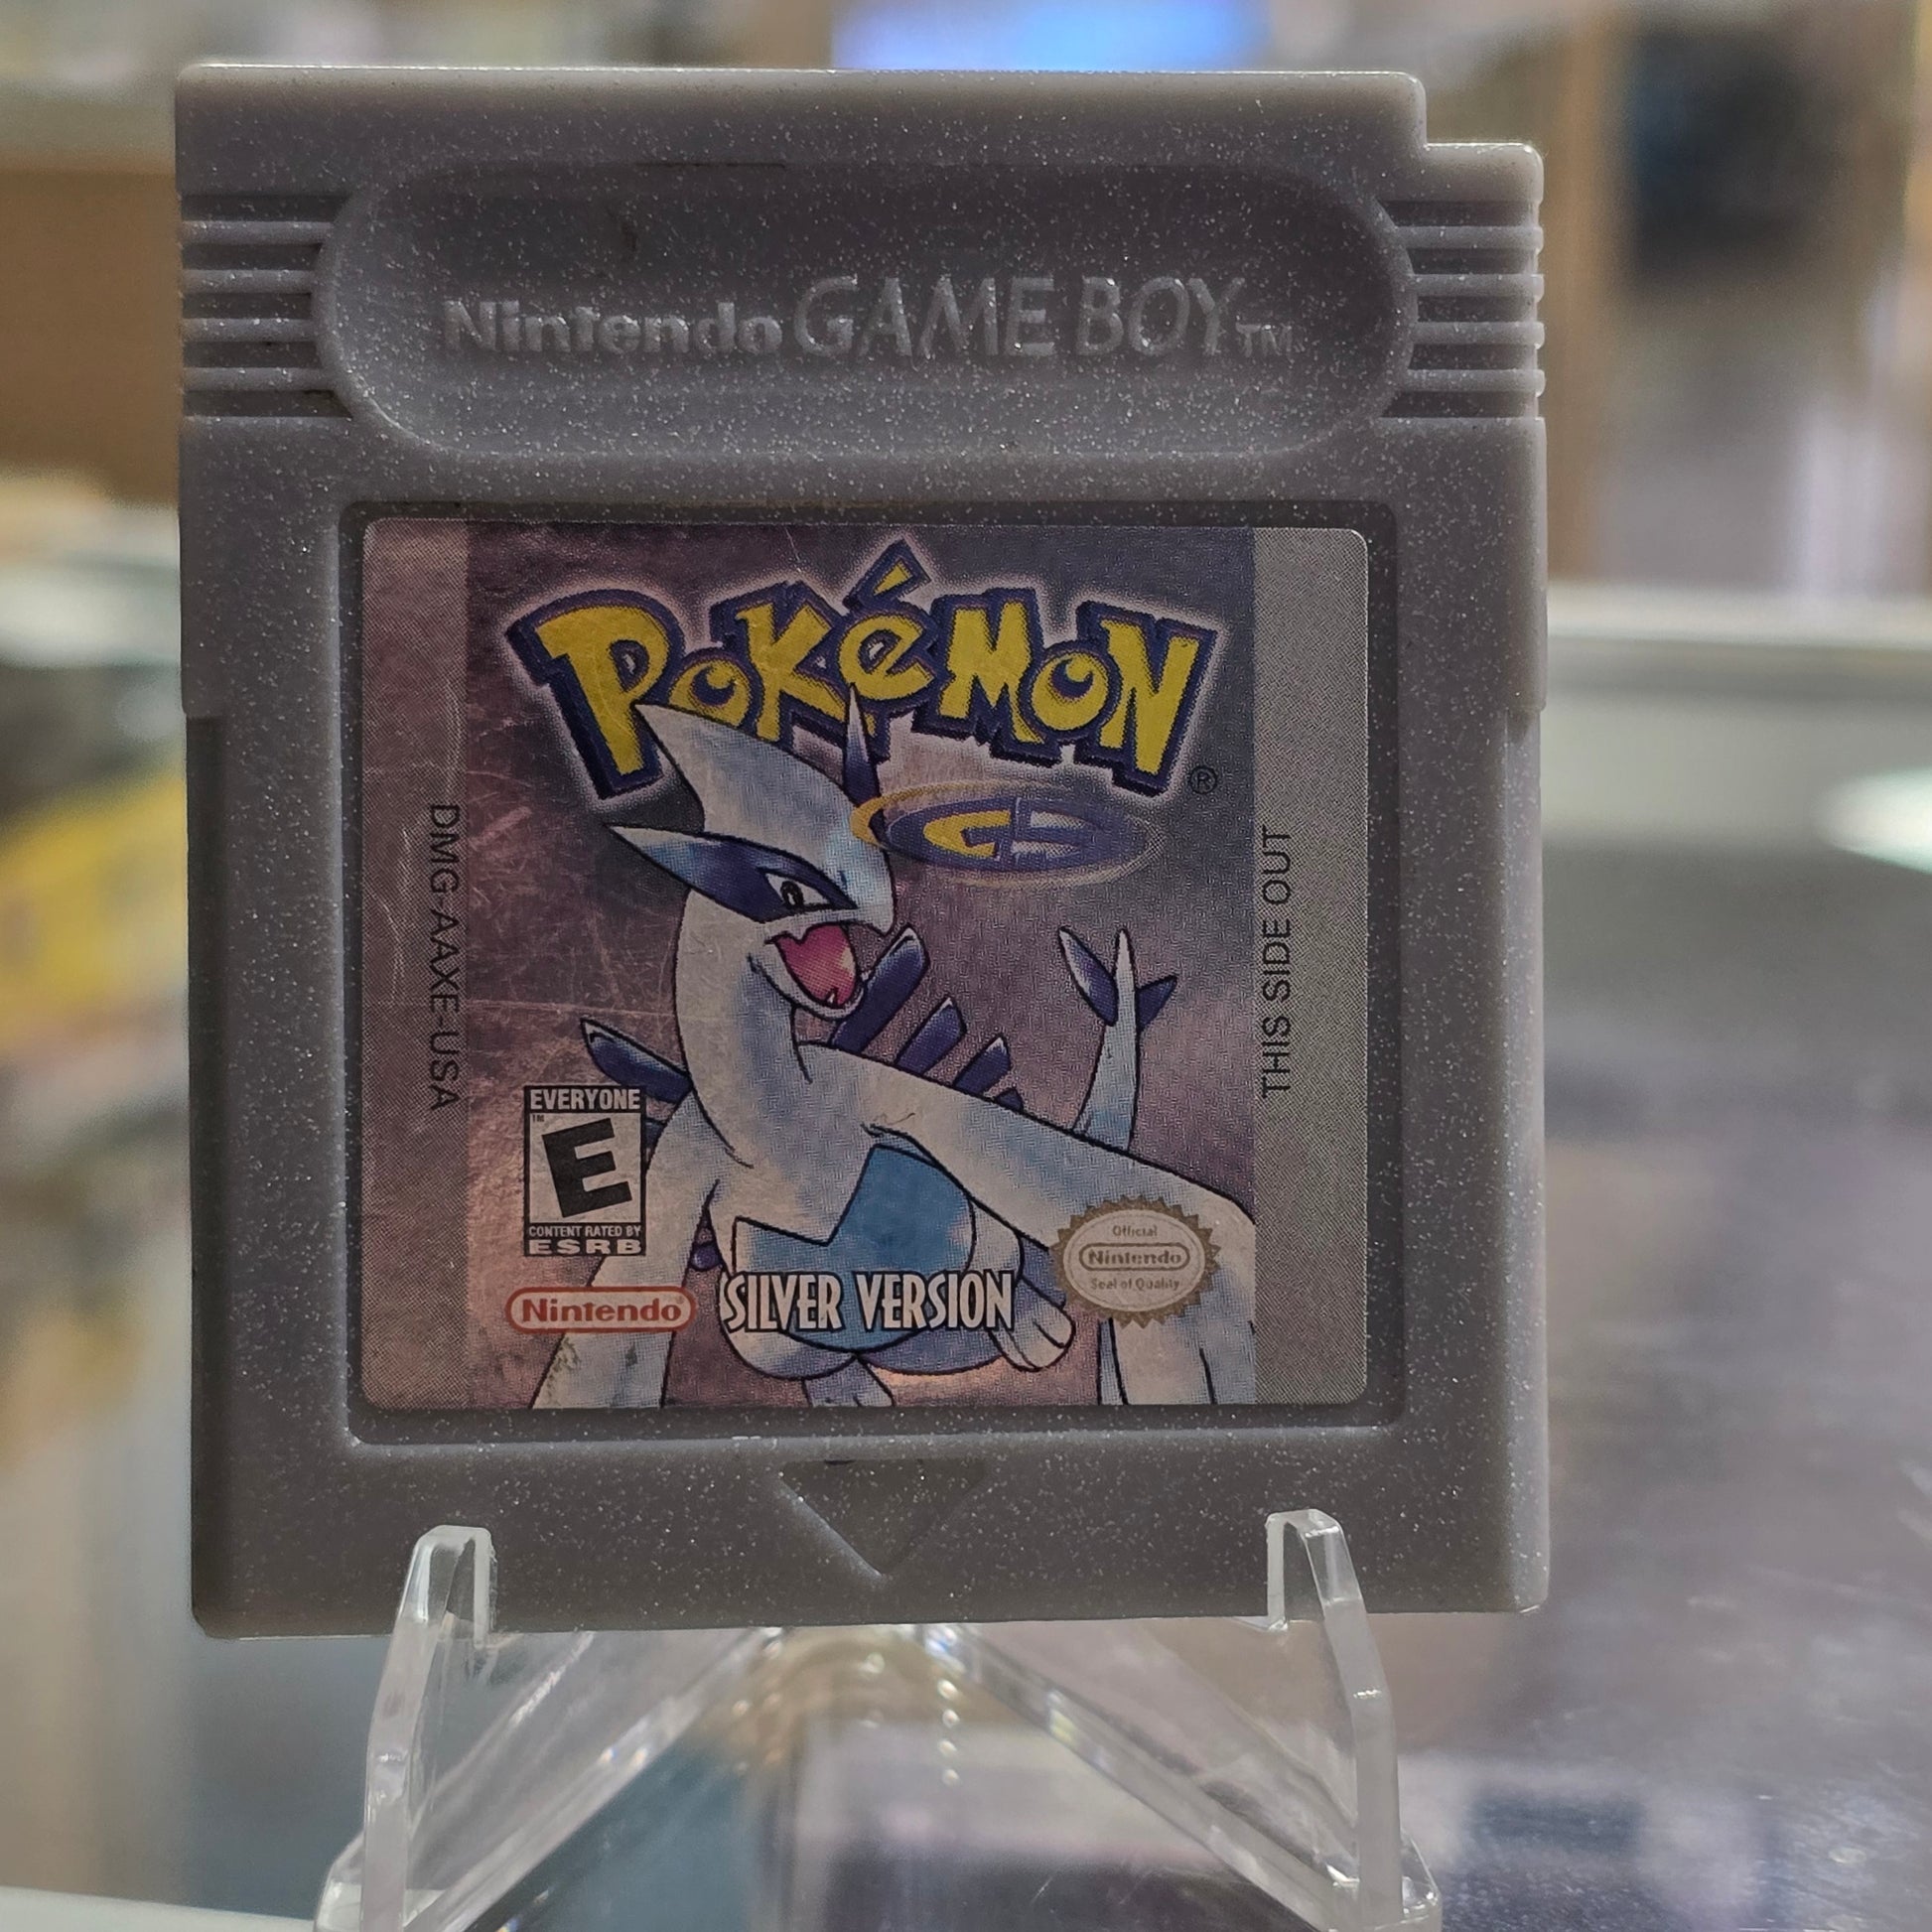 Nintendo GAME BOY™
POKéMON®
GS
DMG-AAXE-USA
THIS SIDE OUT
EVERYONE
™
E
CONTENT RATED BY
ESRB
Nintendo®
SILVER VERSION
Official
Nintendo
Seal of Quality